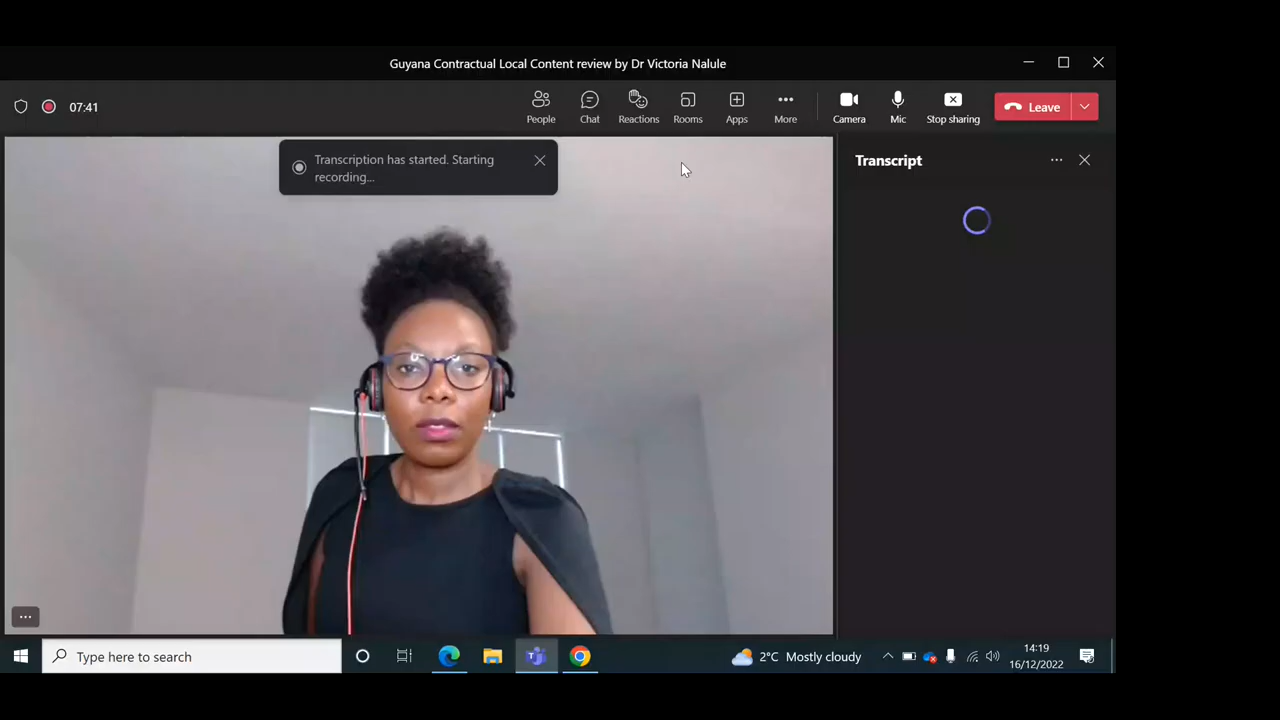 Guyana Contractual Local Content review by Dr Victoria Nalule
07:41
People
Chat
Reactions
Rooms
Apps
More
Camera
Mic
Stop sharing
Leave
Transcription has started. Starting
recording...
Transcript
Type here to search
2°C Mostly cloudy
14:19
16/12/2022